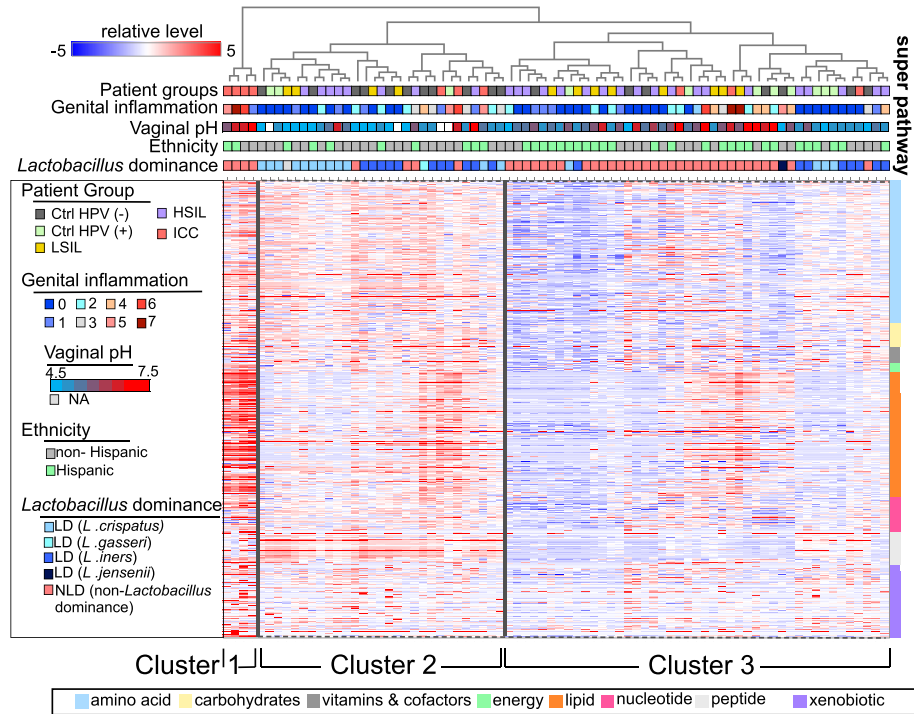 relative level
-5 5
super pathway
Patient groups
Genital inflammation
Vaginal pH
Ethnicity
Lactobacillus dominance
Patient Group
Ctrl HPV (-)
Ctrl HPV (+)
LSIL
HSIL
ICC
Genital inflammation
0 2 4 6
1 3 5 7
Vaginal pH
4.5 7.5
NA
Ethnicity
non- Hispanic
Hispanic
Lactobacillus dominance
LD (L .crispatus)
LD (L .gasseri)
LD (L .iners)
LD (L .jensenii)
NLD (non-Lactobacillus
dominance)
Cluster 1 Cluster 2 Cluster 3
amino acid carbohydrates vitamins & cofactors energy lipid nucleotide peptide xenobiotic